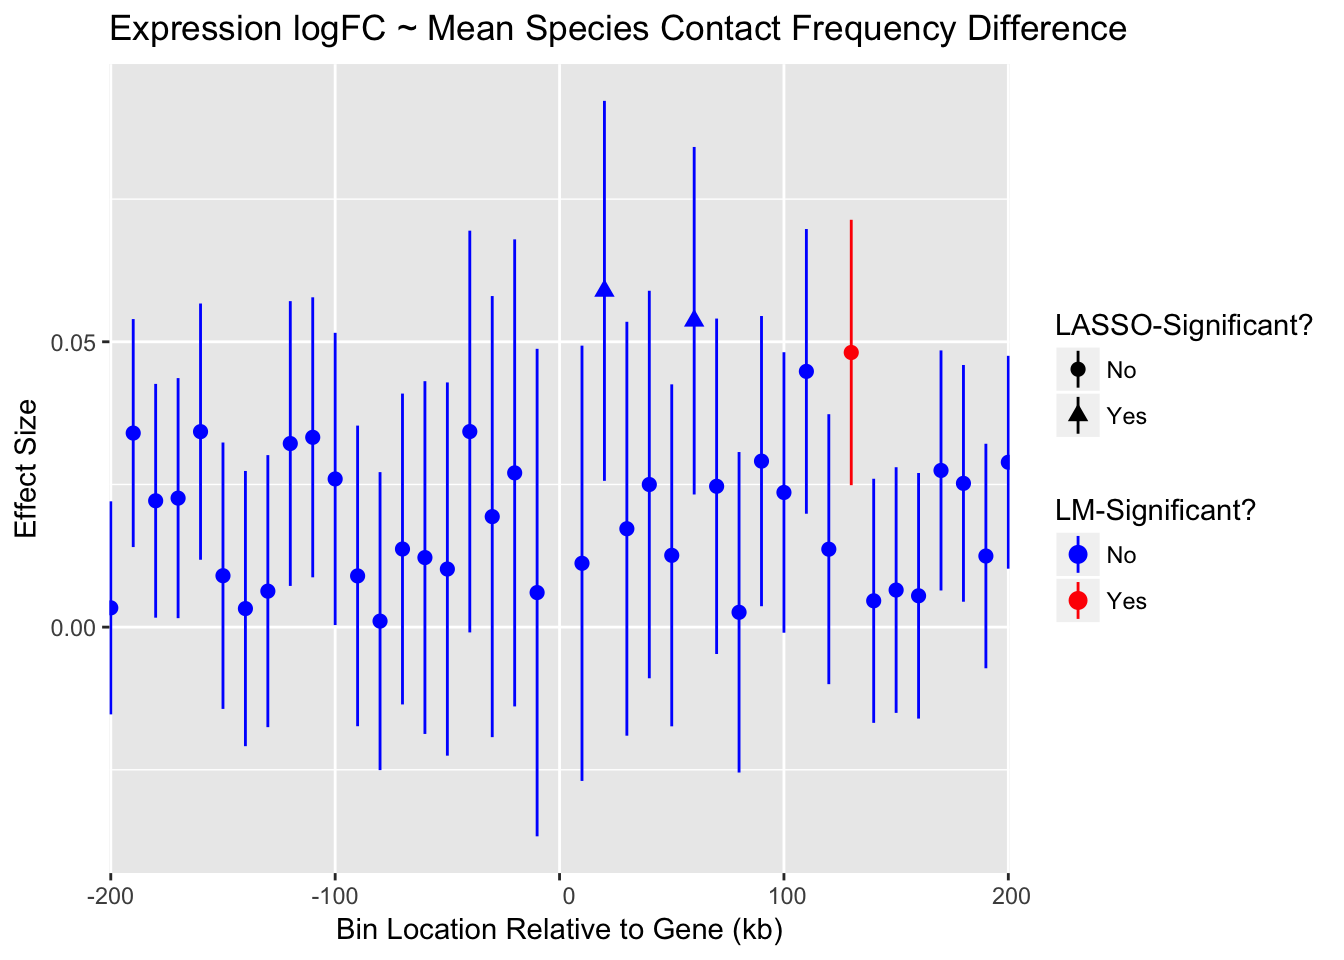 Expression logFC ~ Mean Species Contact Frequency Difference
Effect Size
0.05
0.00
-200
-100
0
100
200
Bin Location Relative to Gene (kb)
LASSO-Significant?
No
Yes
LM-Significant?
No
Yes